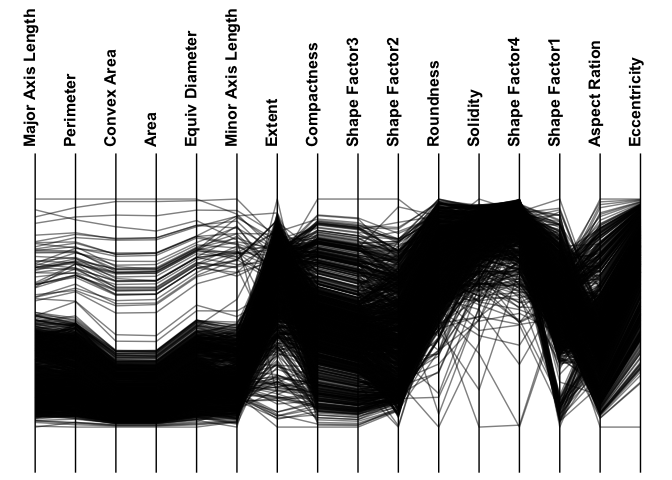 Major Axis Length
Perimeter
Convex Area
Area
Equiv Diameter
Minor Axis Length
Extent
Compactness
Shape Factor3
Shape Factor2
Roundness
Solidity
Shape Factor4
Shape Factor1
Aspect Ration
Eccentricity